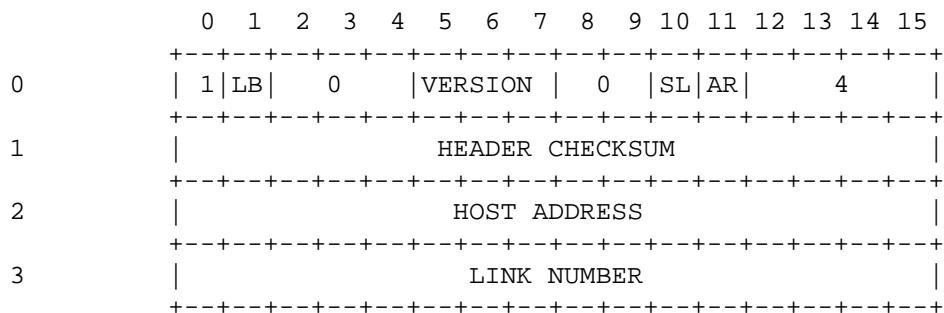 0  1  2  3  4  5  6  7  8  9 10 11 12 13 14 15
             +--+--+--+--+--+--+--+--+--+--+--+--+--+--+--+--+
0            | 1|LB|   0    |VERSION |  0  |SL|AR|     4     |
             +--+--+--+--+--+--+--+--+--+--+--+--+--+--+--+--+
1            |                HEADER CHECKSUM                |
             +--+--+--+--+--+--+--+--+--+--+--+--+--+--+--+--+
2            |                 HOST ADDRESS                  |
             +--+--+--+--+--+--+--+--+--+--+--+--+--+--+--+--+
3            |                  LINK NUMBER                  |
             +--+--+--+--+--+--+--+--+--+--+--+--+--+--+--+--+